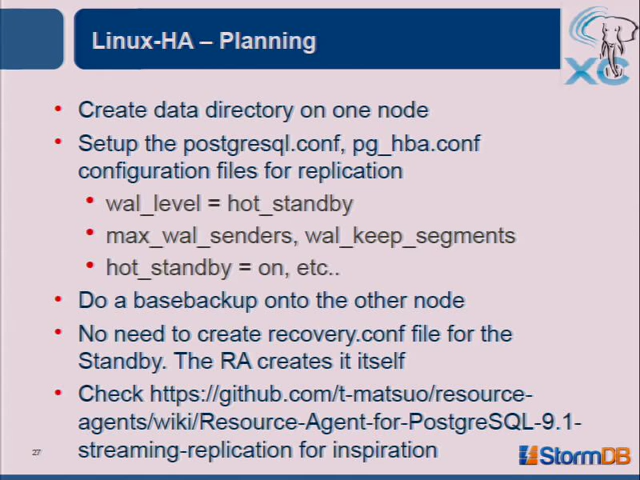 Linux-HA – Planning
XC
• Create data directory on one node
• Setup the postgresql.conf, pg_hba.conf
configuration files for replication
• wal_level = hot_standby
• max_wal_senders, wal_keep_segments
• hot_standby = on, etc..
• Do a basebackup onto the other node
• No need to create recovery.conf file for the
Standby. The RA creates it itself
• Check https://github.com/t-matsuo/resource-
agents/wiki/Resource-Agent-for-PostgreSQL-9.1-
streaming-replication for inspiration
27
StormDB